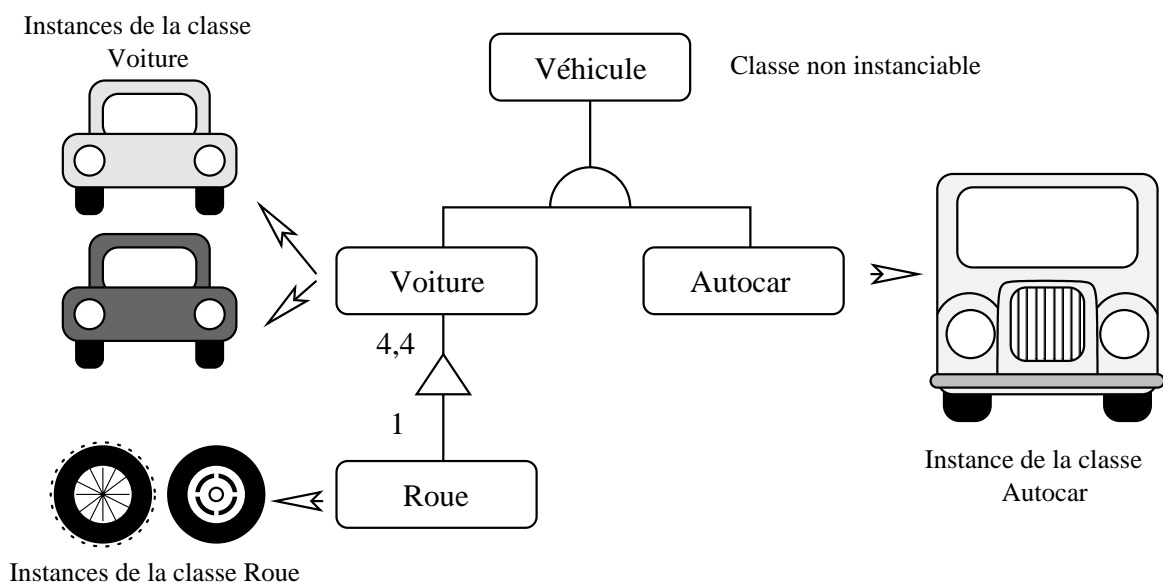 Instances de la classe
Voiture
Véhicule
Classe non instanciable
Voiture
Autocar
4,4
1
Roue
Instance de la classe
Autocar
Instances de la classe Roue